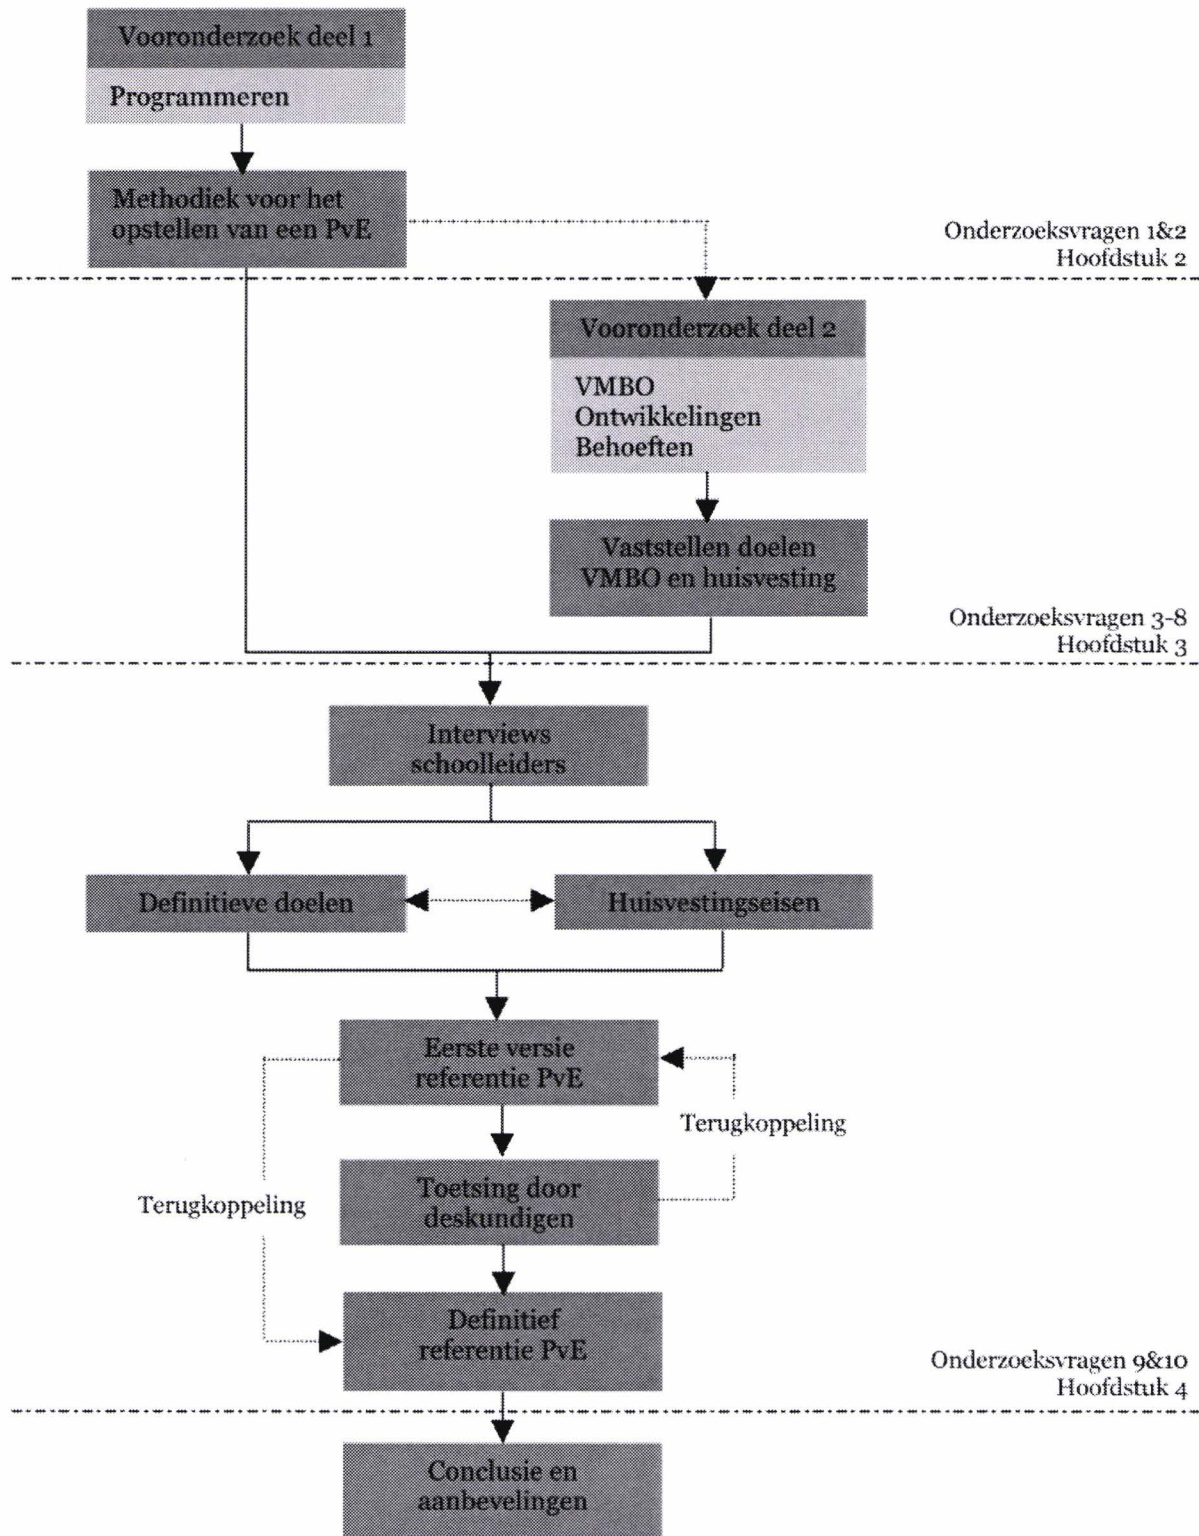 Vooronderzoek deel 1
Programmeren
Methodiek voor het
opstellen van een PvE
Onderzoeksvragen 1&2
Hoofdstuk 2
Vooronderzoek deel 2
VMBO
Ontwikkelingen
Behoeften
Vaststellen doelen
VMBO en huisvesting
Onderzoeksvragen 3-8
Hoofdstuk 3
Interviews
schoolleiders
Definitieve doelen
Huisvestingseisen
Eerste versie
referentie PvE
Terugkoppeling
Toetsing door
deskundigen
Terugkoppeling
Definitief
referentie PvE
Onderzoeksvragen 9&10
Hoofdstuk 4
Conclusie en
aanbevelingen